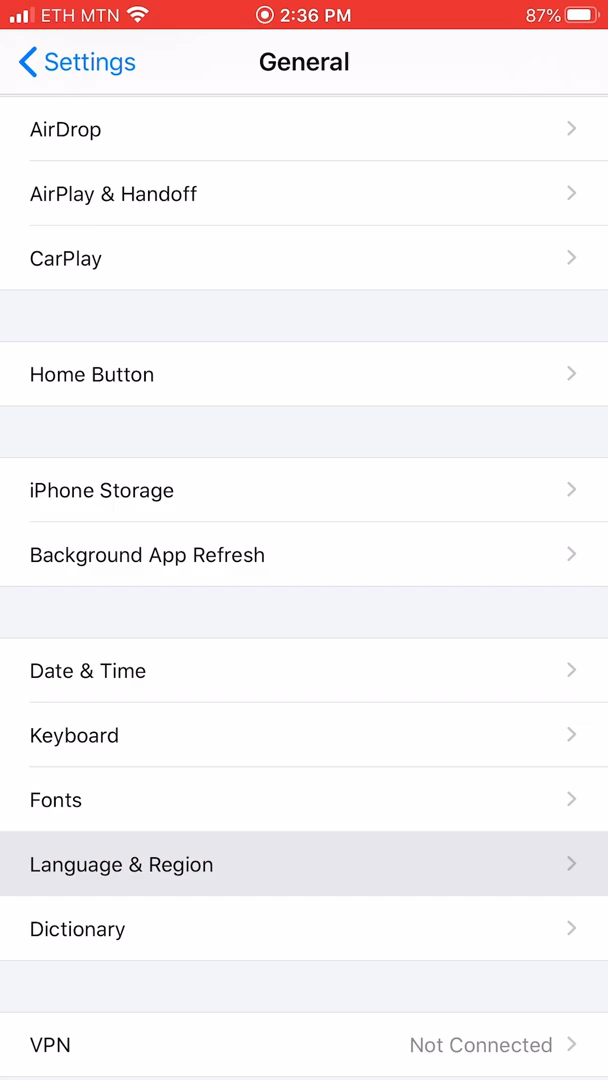 ETH MTN 2:36 PM 87%
Settings General
AirDrop
AirPlay & Handoff
CarPlay
Home Button
iPhone Storage
Background App Refresh
Date & Time
Keyboard
Fonts
Language & Region
Dictionary
VPN Not Connected